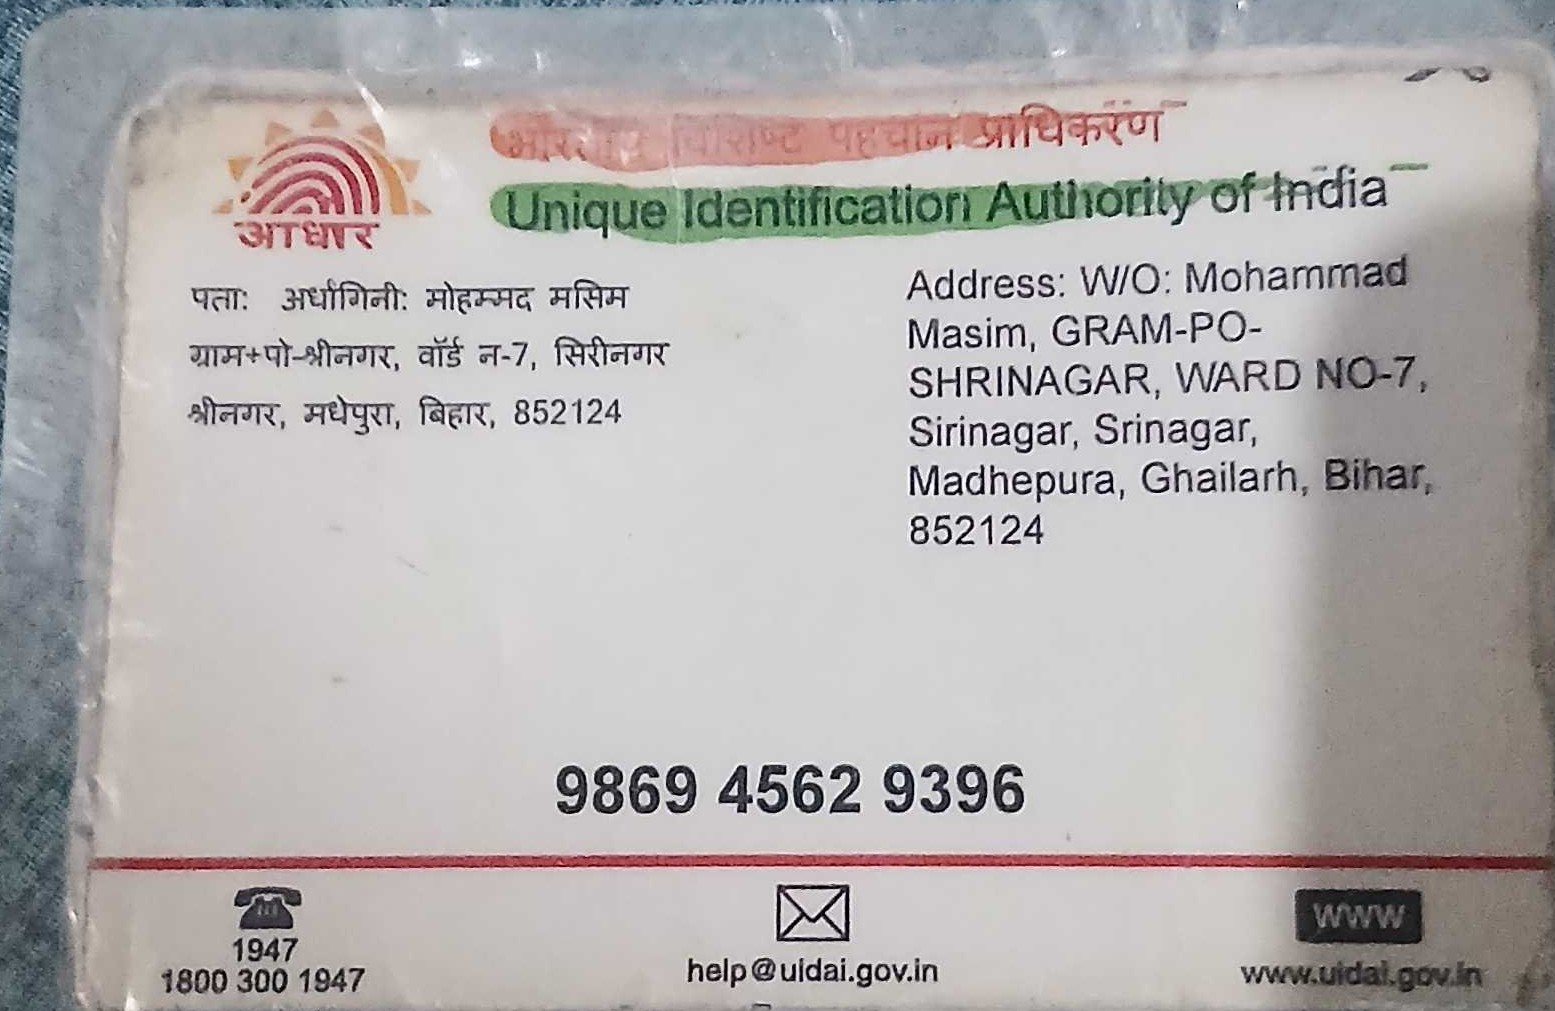 आधार
भारतीय विशिष्ट पहचान प्राधिकरण
Unique Identification Authority of India
पता: अर्धांगिनी: मोहम्मद मसिम
ग्राम+पो-श्रीनगर, वॉर्ड न-7, सिरीनगर
श्रीनगर, मधेपुरा, बिहार, 852124
Address: W/O: Mohammad
Masim, GRAM-PO-
SHRINAGAR, WARD NO-7,
Sirinagar, Srinagar,
Madhepura, Ghailarh, Bihar,
852124
9869 4562 9396
1947
1800 300 1947
help@uidai.gov.in
www
www.uidai.gov.in